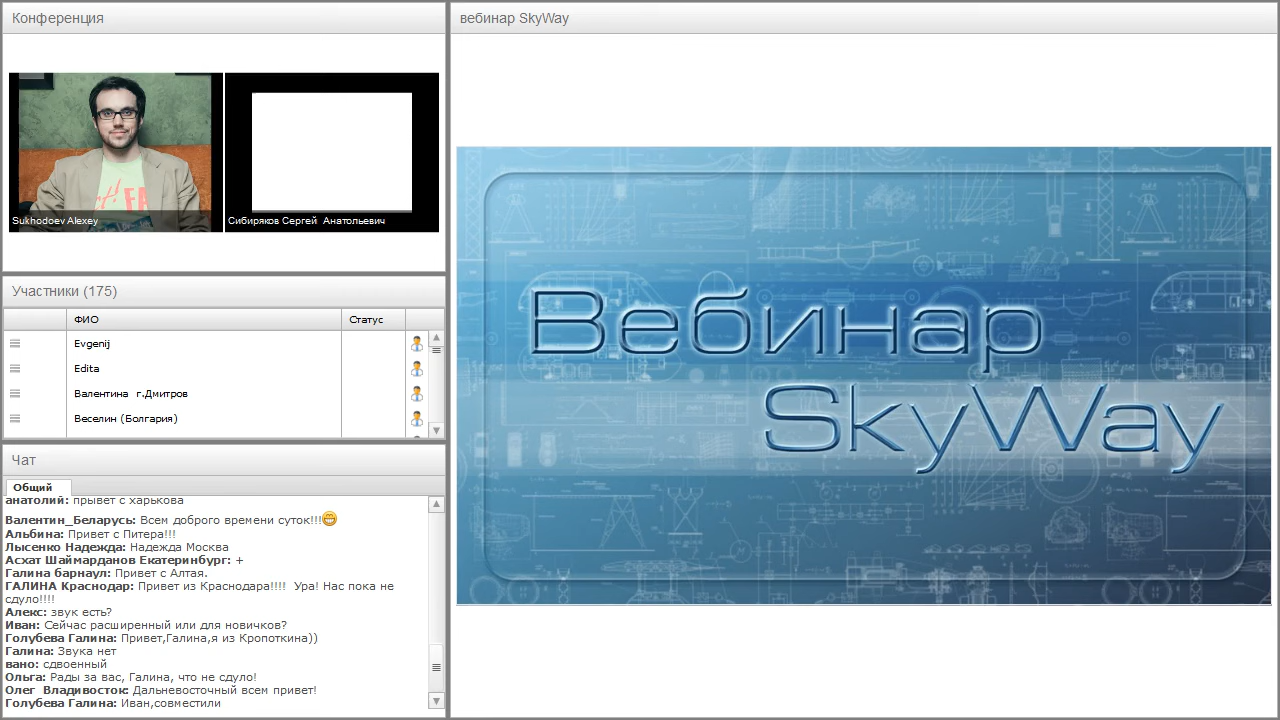 Конференция
Sukhodoev Alexey
Сибиряков Сергей Анатольевич
Участники (175)
ФИО Статус
Evgenij
Edita
Валентина г.Дмитров
Веселин (Болгария)
Чат
Общий
анатолий: прывет с харькова
Валентин_Беларусь: Всем доброго времени суток!!!
Альбина: Привет с Питера!!!
Лысенко Надежда: Надежда Москва
Асхат Шаймарданов Екатеринбург: +
Галина барнаул: Привет с Алтая.
ГАЛИНА Краснодар: Привет из Краснодара!!!! Ура! Нас пока не
сдуло!!!!
Алекс: звук есть?
Иван: Сейчас расширенный или для новичков?
Голубева Галина: Привет,Галина,я из Кропоткина))
Галина: Звука нет
вано: сдвоенный
Ольга: Рады за вас, Галина, что не сдуло!
Олег Владивосток: Дальневосточный всем привет!
Голубева Галина: Иван,совместили
вебинар SkyWay
Вебинар
SkyWay